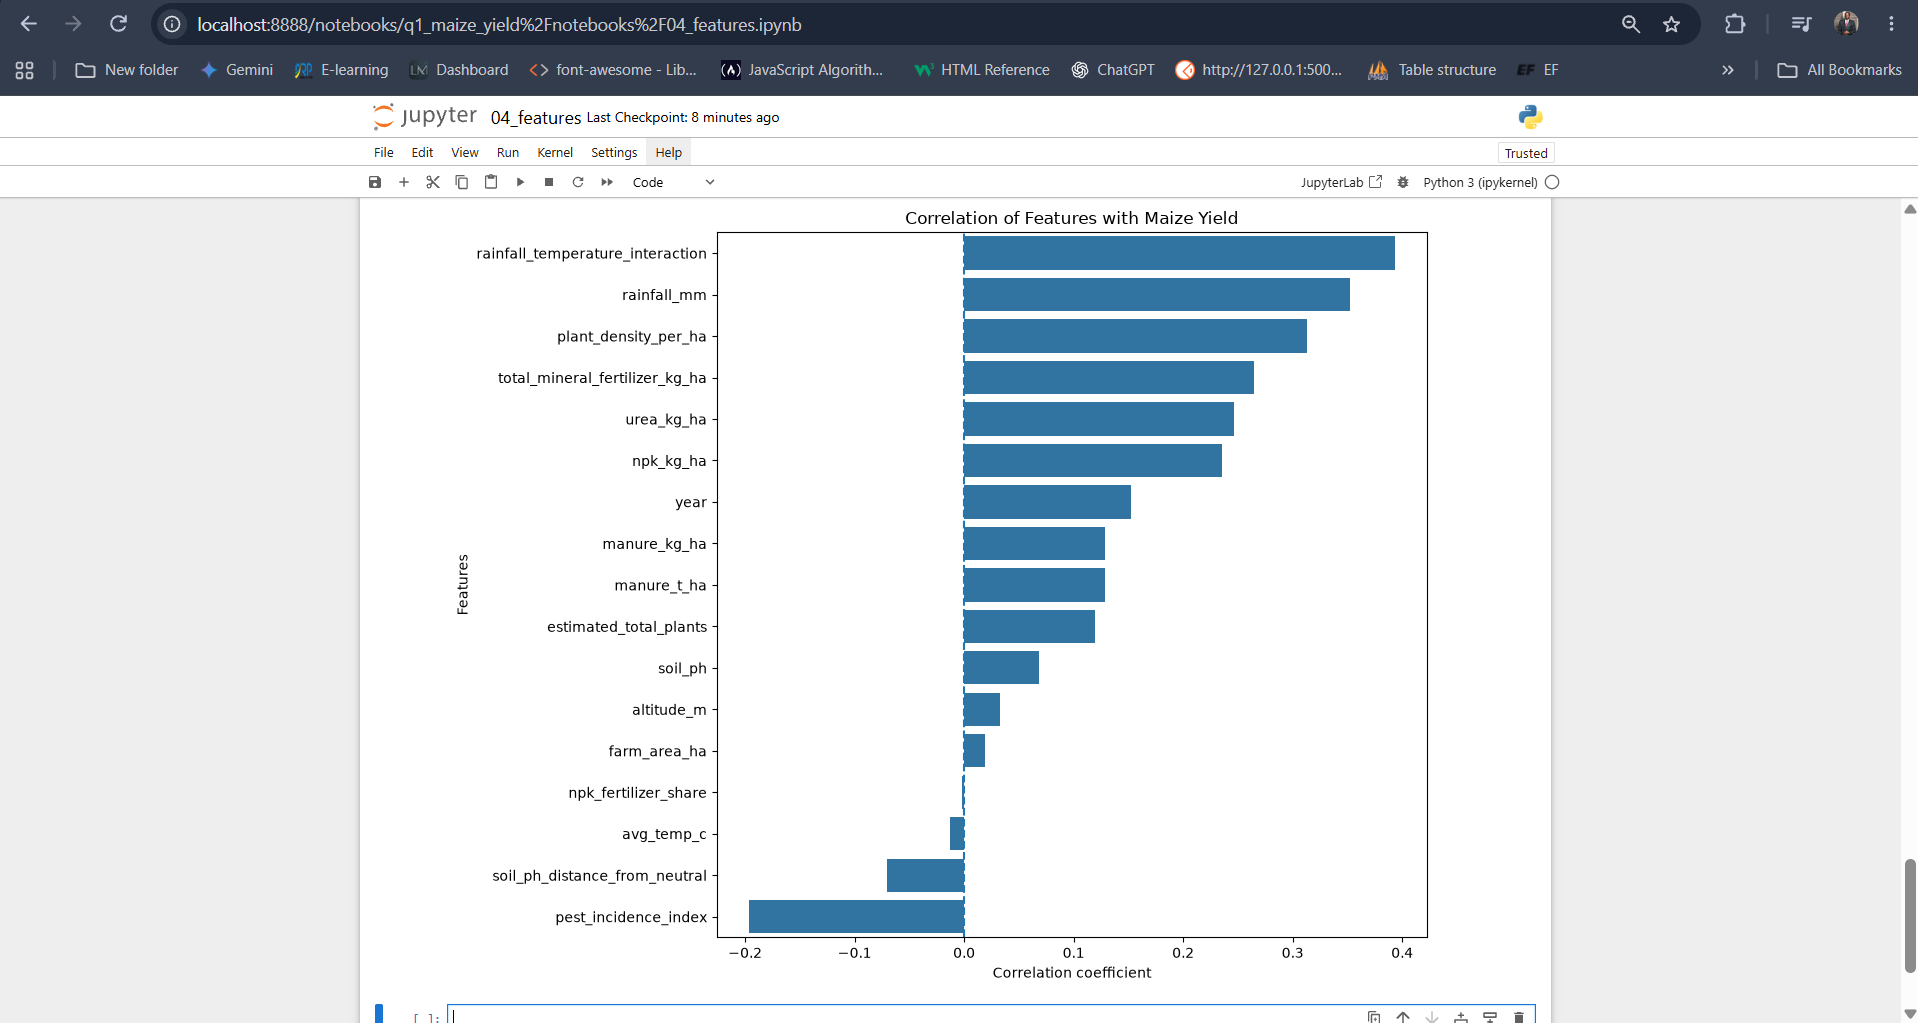 localhost:8888/notebooks/q1_maize_yield%2Fnotebooks%2F04_features.ipynb
New folder Gemini E-learning LM Dashboard <> font-awesome - Lib... (A) JavaScript Algorith... HTML Reference ChatGPT http://127.0.0.1:500... Table structure EF EF » All Bookmarks
jupyter 04_features Last Checkpoint: 8 minutes ago
File Edit View Run Kernel Settings Help Trusted
Code JupyterLab Python 3 (ipykernel)
Correlation of Features with Maize Yield
rainfall_temperature_interaction
rainfall_mm
plant_density_per_ha
total_mineral_fertilizer_kg_ha
urea_kg_ha
npk_kg_ha
year
manure_kg_ha
Features
manure_t_ha
estimated_total_plants
soil_ph
altitude_m
farm_area_ha
npk_fertilizer_share
avg_temp_c
soil_ph_distance_from_neutral
pest_incidence_index
−0.2 −0.1 0.0 0.1 0.2 0.3 0.4
Correlation coefficient
[ ]: